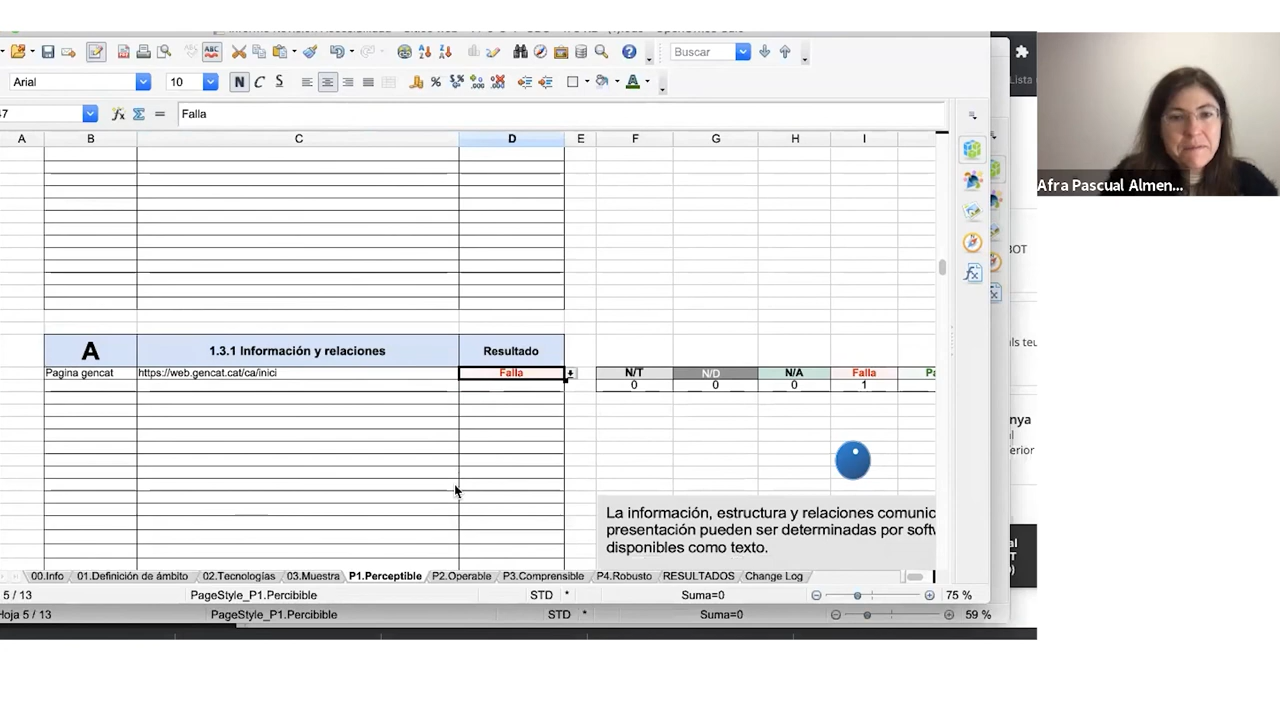 Buscar
Lista
Arial
10
N C S
47
Falla
A B C D E F G H I
BOT
A
1.3.1 Información y relaciones
Resultado
Pagina gencat
https://web.gencat.cat/ca/inici
Falla
N/T N/D N/A Falla
0 0 0 1
La información, estructura y relaciones
presentación pueden ser determinadas por
disponibles como texto.
00.Info 01.Definición de ámbito 02.Tecnologías 03.Muestra P1.Perceptible P2.Operable P3.Comprensible P4.Robusto RESULTADOS Change Log
5 / 13
PageStyle_P1.Percibible
STD
*
Suma=0
75 %
Hoja 5 / 13
PageStyle_P1.Percibible
STD
*
Suma=0
59 %
Afra Pascual Almen...